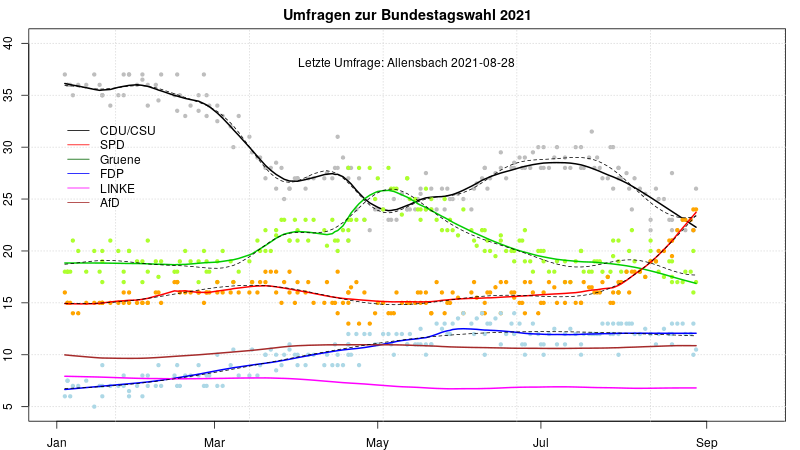 Umfragen zur Bundestagswahl 2021
Letzte Umfrage: Allensbach 2021-08-28
40
35
30
25
20
15
10
5
CDU/CSU
SPD
Gruene
FDP
LINKE
AfD
Jan Mar May Jul Sep